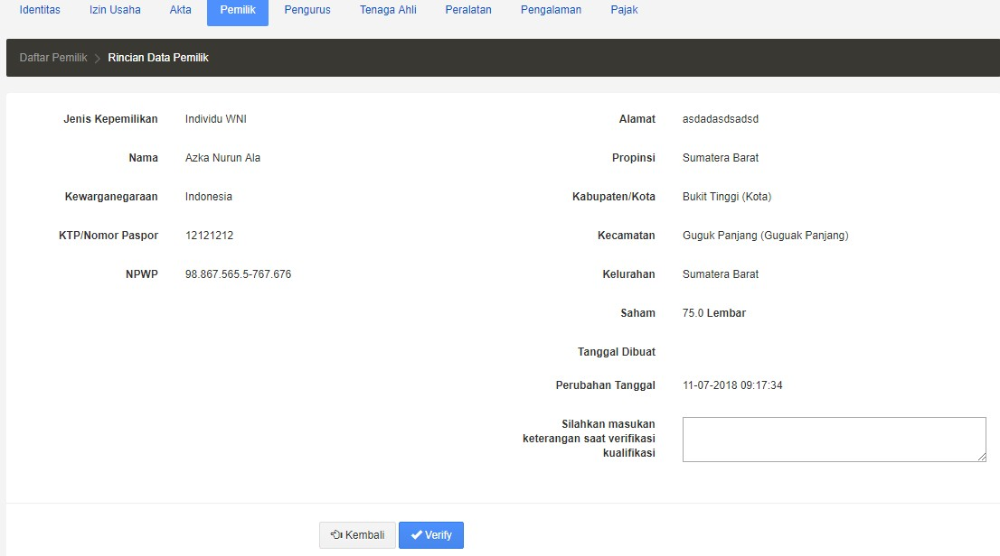 Identitas Izin Usaha Akta Pemilik Pengurus Tenaga Ahli Peralatan Pengalaman Pajak
Daftar Pemilik > Rincian Data Pemilik
Jenis Kepemilikan Individu WNI
Nama Azka Nurun Ala
Kewarganegaraan Indonesia
KTP/Nomor Paspor 12121212
NPWP 98.867.565.5-767.676
Alamat asdadasdsadsd
Propinsi Sumatera Barat
Kabupaten/Kota Bukit Tinggi (Kota)
Kecamatan Guguk Panjang (Guguak Panjang)
Kelurahan Sumatera Barat
Saham 75.0 Lembar
Tanggal Dibuat
Perubahan Tanggal 11-07-2018 09:17:34
Silahkan masukan
keterangan saat verifikasi
kualifikasi
Kembali Verify